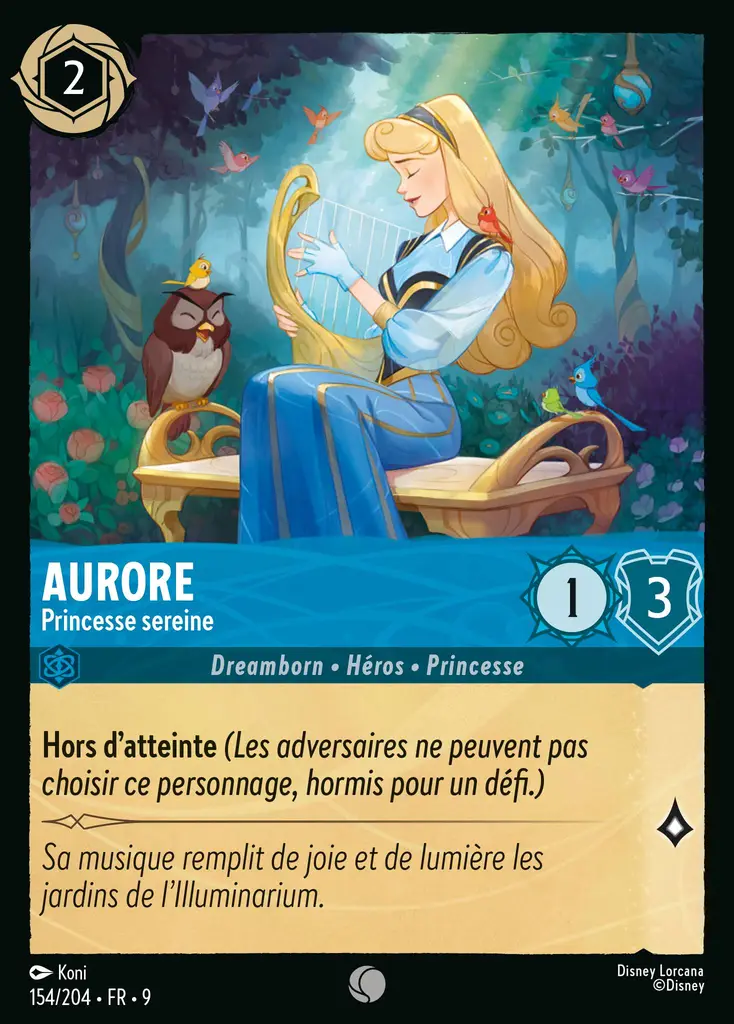 2
AURORE
Princesse sereine
1
3
Dreamborn • Héros • Princesse
Hors d'atteinte (Les adversaires ne peuvent pas
choisir ce personnage, hormis pour un défi.)
Sa musique remplit de joie et de lumière les
jardins de l'Illuminarium.
Koni
154/204 • FR • 9
Disney Lorcana
©Disney